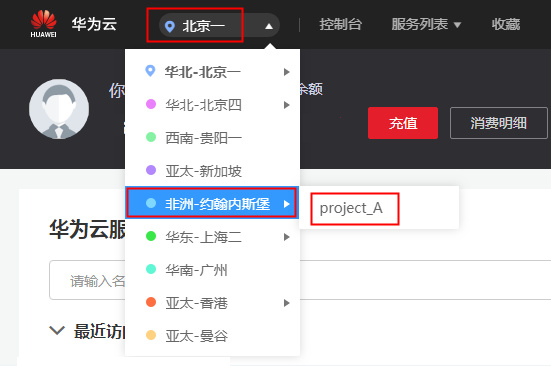 HUAWEI
华为云
北京一
控制台
服务列表
收藏
你
余额
充值
消费明细
华北-北京一
华北-北京四
西南-贵阳一
亚太-新加坡
非洲-约翰内斯堡
project_A
华东-上海二
华南-广州
亚太-香港
亚太-曼谷
华为云服
请输入名
最近访问